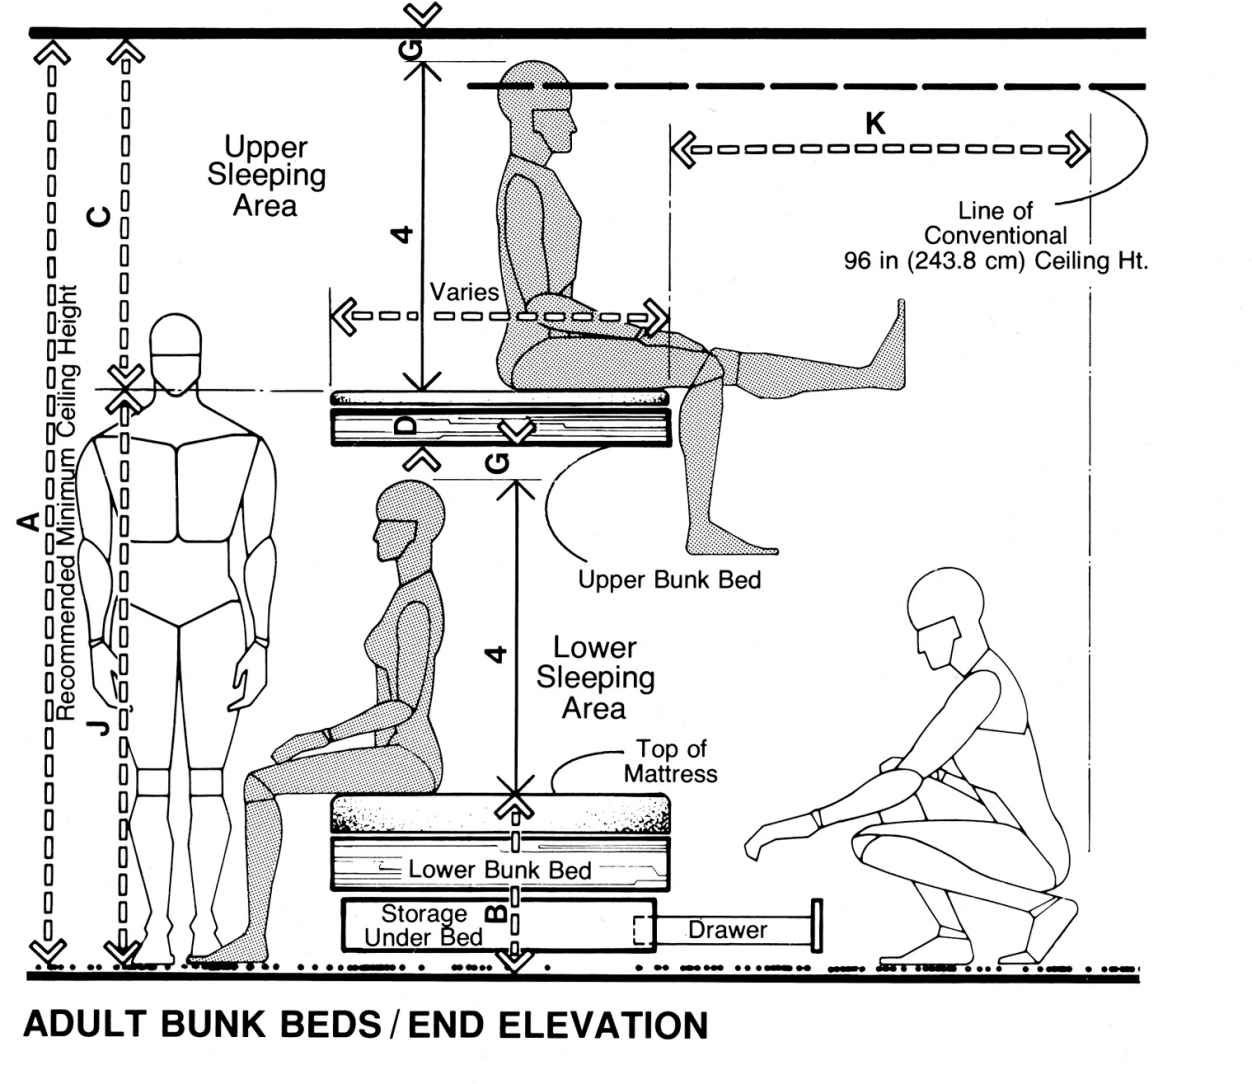 G
K
Upper
Sleeping
Area
C
4
Line of
Conventional
96 in (243.8 cm) Ceiling Ht.
Varies
D
G
A
Recommended Minimum Ceiling Height
J
Upper Bunk Bed
4
Lower
Sleeping
Area
Top of
Mattress
Lower Bunk Bed
Storage
Under Bed
B
Drawer
ADULT BUNK BEDS / END ELEVATION